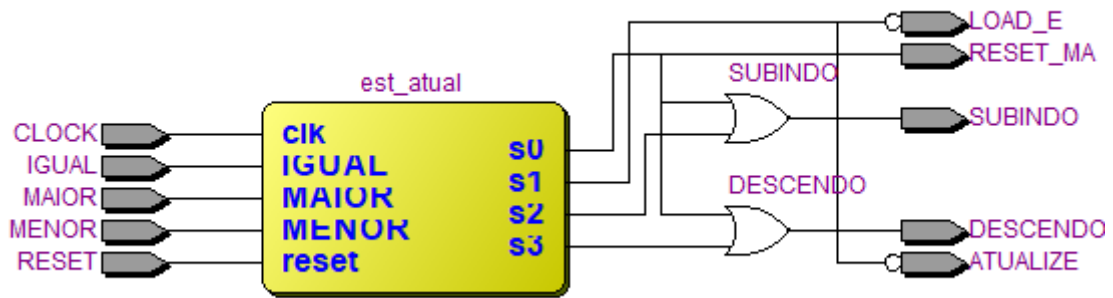 est_atual
CLOCK
IGUAL
MAIOR
MENOR
RESET
clk
IGUAL
MAIOR
MENOR
reset
s0
s1
s2
s3
SUBINDO
DESCENDO
LOAD_E
RESET_MA
SUBINDO
DESCENDO
ATUALIZE